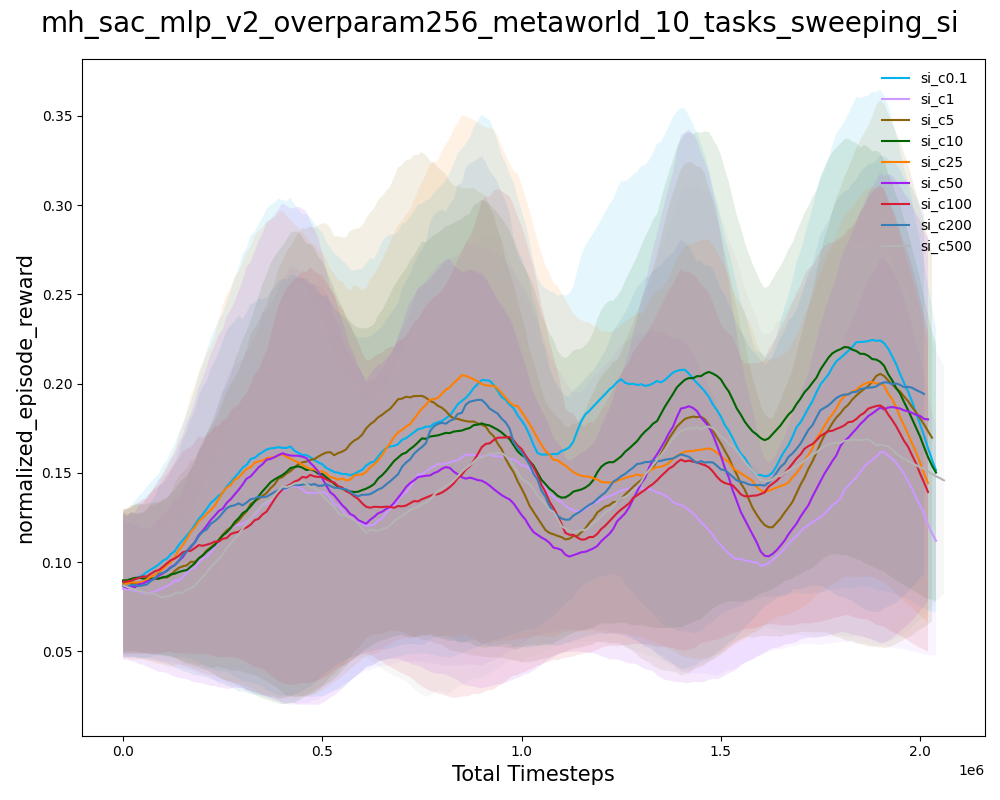 mh_sac_mlp_v2_overparam256_metaworld_10_tasks_sweeping_si
si_c0.1
si_c1
si_c5
si_c10
si_c25
si_c50
si_c100
si_c200
si_c500
normalized_episode_reward
0.35
0.30
0.25
0.20
0.15
0.10
0.05
0.0 0.5 1.0 1.5 2.0
1e6
Total Timesteps